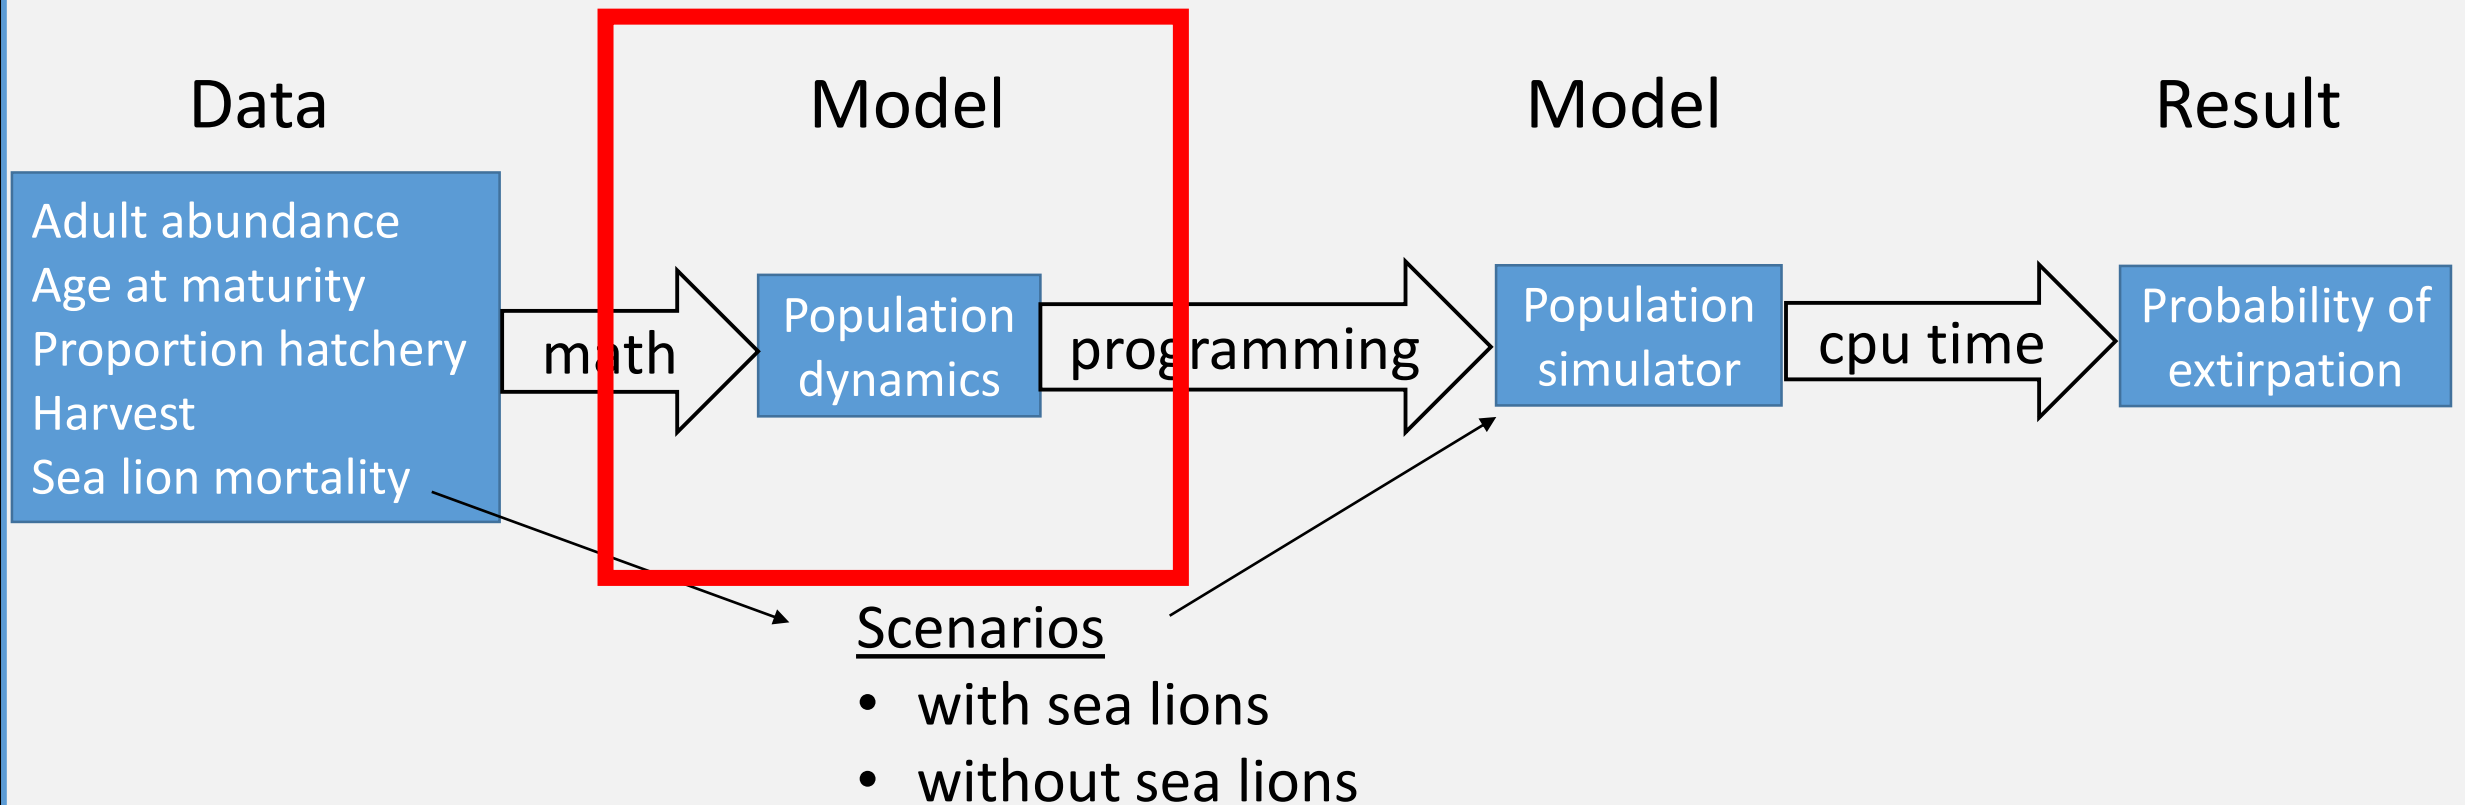 Data
Model
Model
Result
Adult abundance
Age at maturity
Proportion hatchery
Harvest
Sea lion mortality
math
Population
dynamics
programming
Population
simulator
cpu time
Probability of
extirpation
Scenarios
• with sea lions
• without sea lions